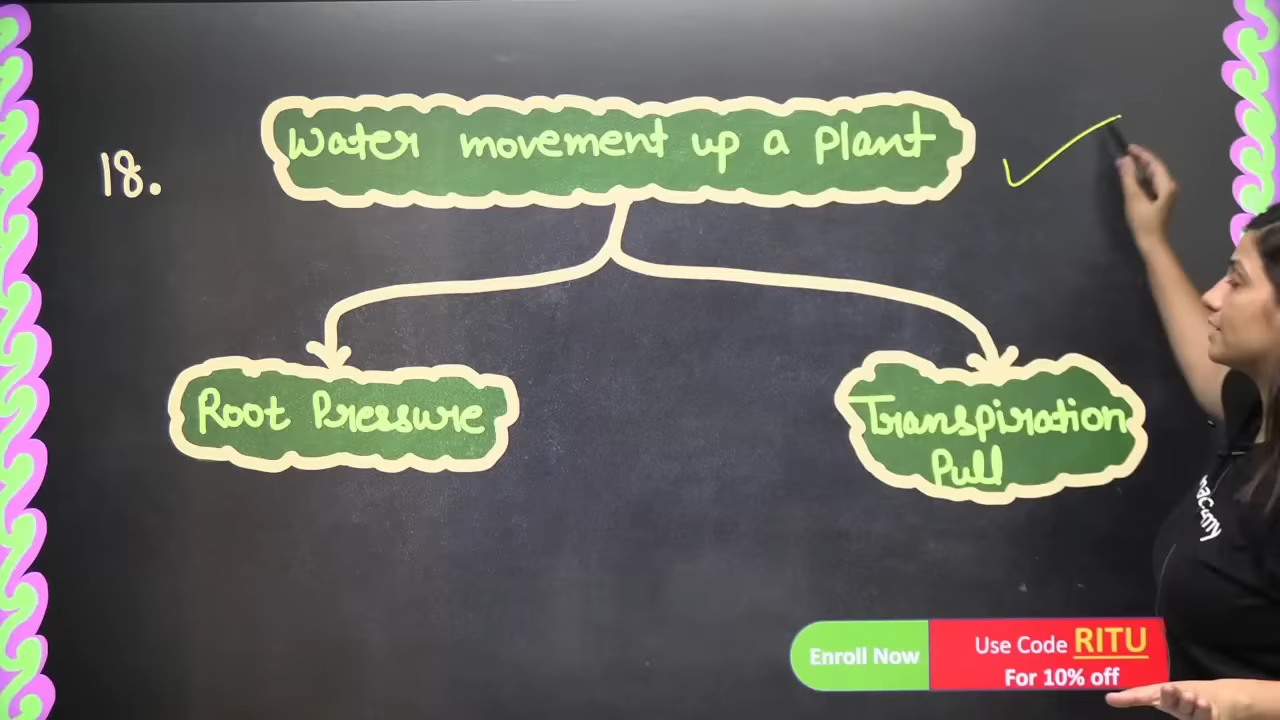 18.
Water movement up a plant
Root Pressure
Transpiration
Pull
Enroll Now
Use Code RITU
For 10% off